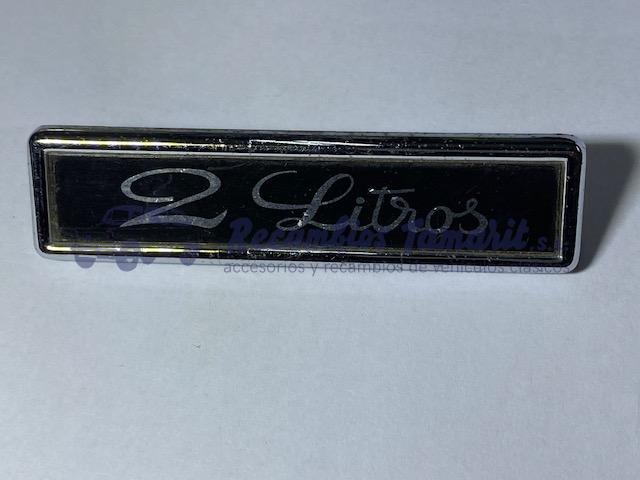 2 Litros
Recambios Tamarit, s.l.
accesorios y recambios de vehículos clásicos